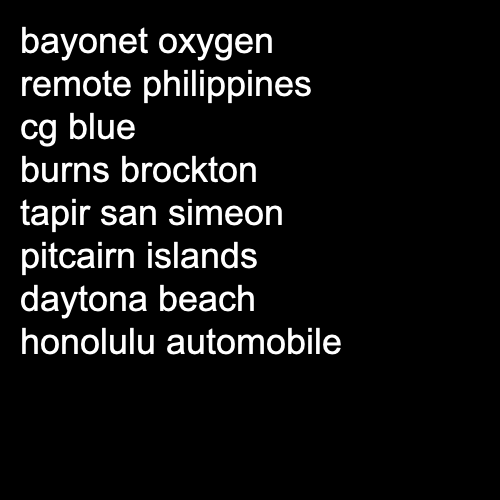 bayonet oxygen
remote philippines
cg blue
burns brockton
tapir san simeon
pitcairn islands
daytona beach
honolulu automobile